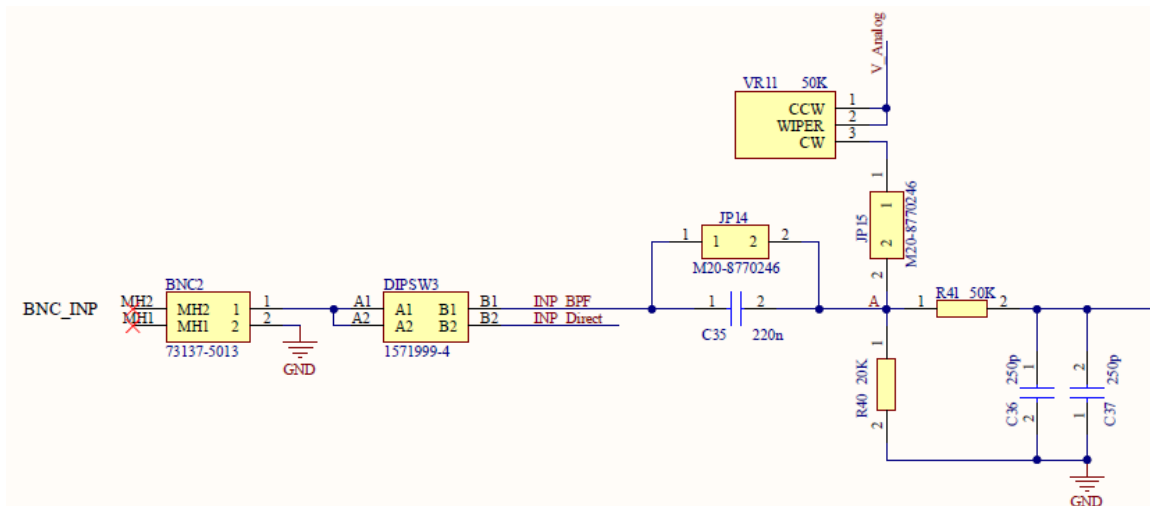 V_Analog
VR11 50K
CCW 1
WIPER 2
CW 3
1
JP15
1
2
M20-8770246
2
JP14
1 1 2 2
M20-8770246
BNC_INP
BNC2
MH2 MH2 1 1
MH1 MH1 2 2
73137-5013
GND
DIPSW3
A1 A1 B1 B1 INP_BPF
A2 A2 B2 B2 INP_Direct
1571999-4
1 2
C35 220n
A
1 R41 50K 2
1
R40 20K
2
1
250p
C36
2
2
250p
C37
1
GND